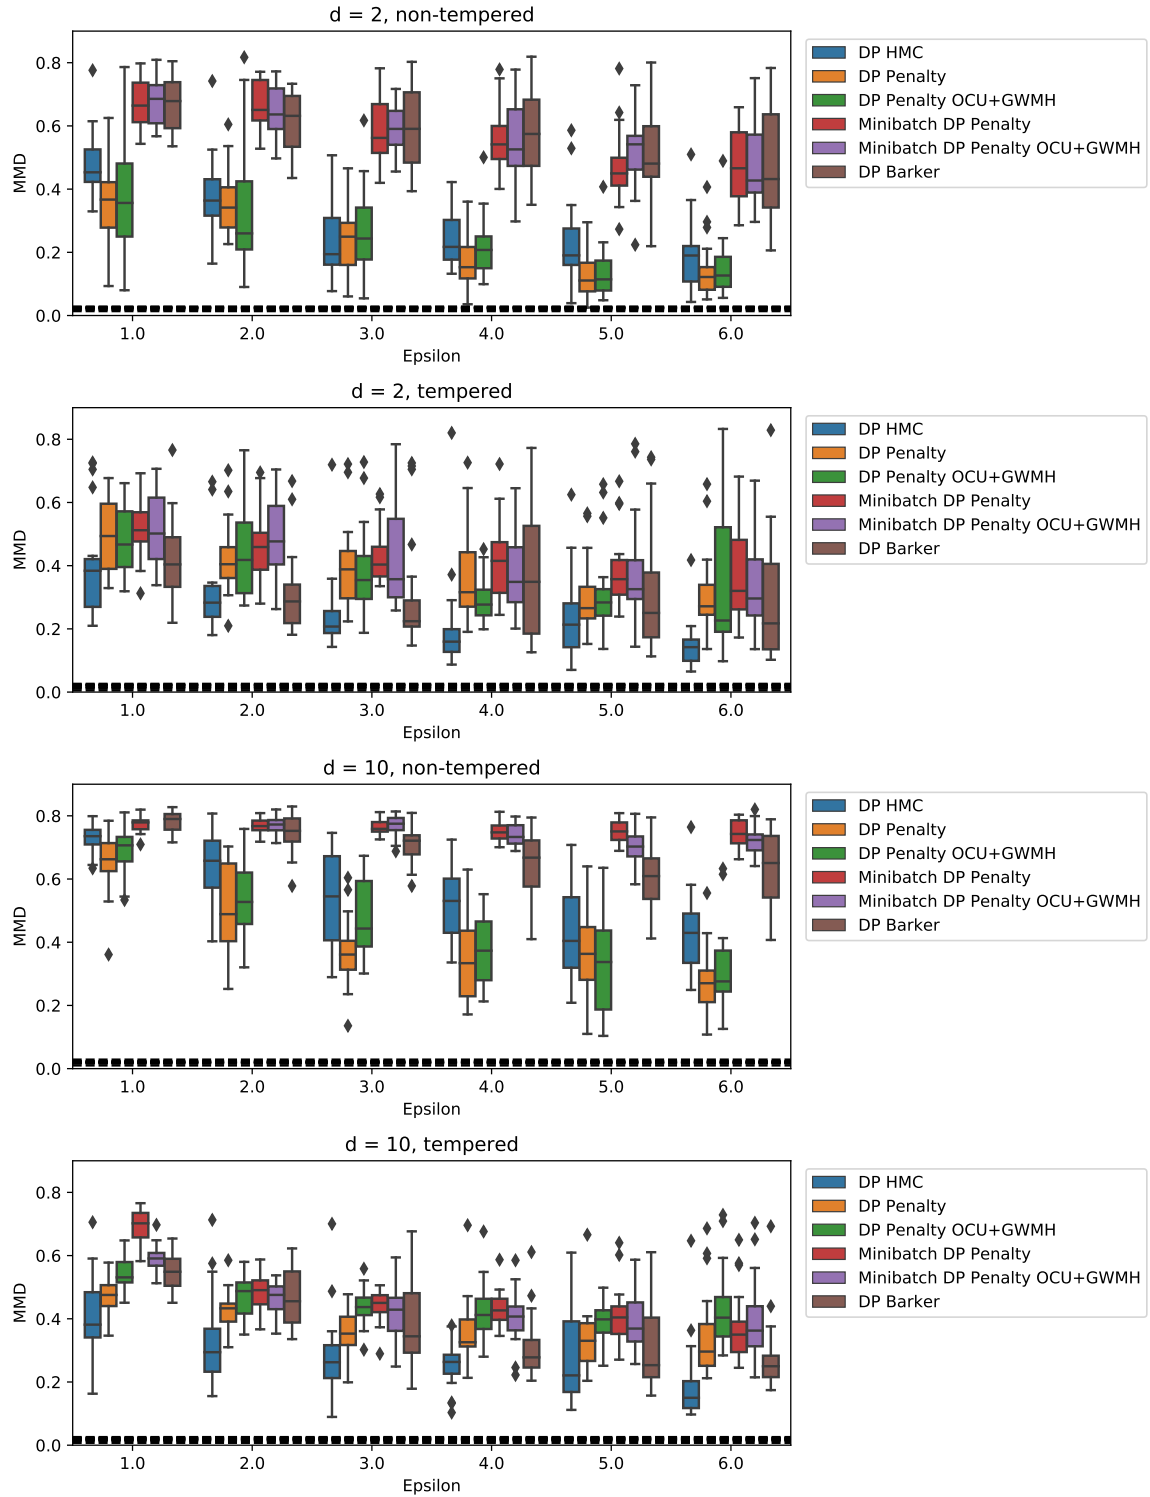 d = 2, non-tempered
MMD
0.8
0.6
0.4
0.2
0.0
1.0 2.0 3.0 4.0 5.0 6.0
Epsilon
DP HMC
DP Penalty
DP Penalty OCU+GWMH
Minibatch DP Penalty
Minibatch DP Penalty OCU+GWMH
DP Barker
d = 2, tempered
MMD
0.8
0.6
0.4
0.2
0.0
1.0 2.0 3.0 4.0 5.0 6.0
Epsilon
DP HMC
DP Penalty
DP Penalty OCU+GWMH
Minibatch DP Penalty
Minibatch DP Penalty OCU+GWMH
DP Barker
d = 10, non-tempered
MMD
0.8
0.6
0.4
0.2
0.0
1.0 2.0 3.0 4.0 5.0 6.0
Epsilon
DP HMC
DP Penalty
DP Penalty OCU+GWMH
Minibatch DP Penalty
Minibatch DP Penalty OCU+GWMH
DP Barker
d = 10, tempered
MMD
0.8
0.6
0.4
0.2
0.0
1.0 2.0 3.0 4.0 5.0 6.0
Epsilon
DP HMC
DP Penalty
DP Penalty OCU+GWMH
Minibatch DP Penalty
Minibatch DP Penalty OCU+GWMH
DP Barker